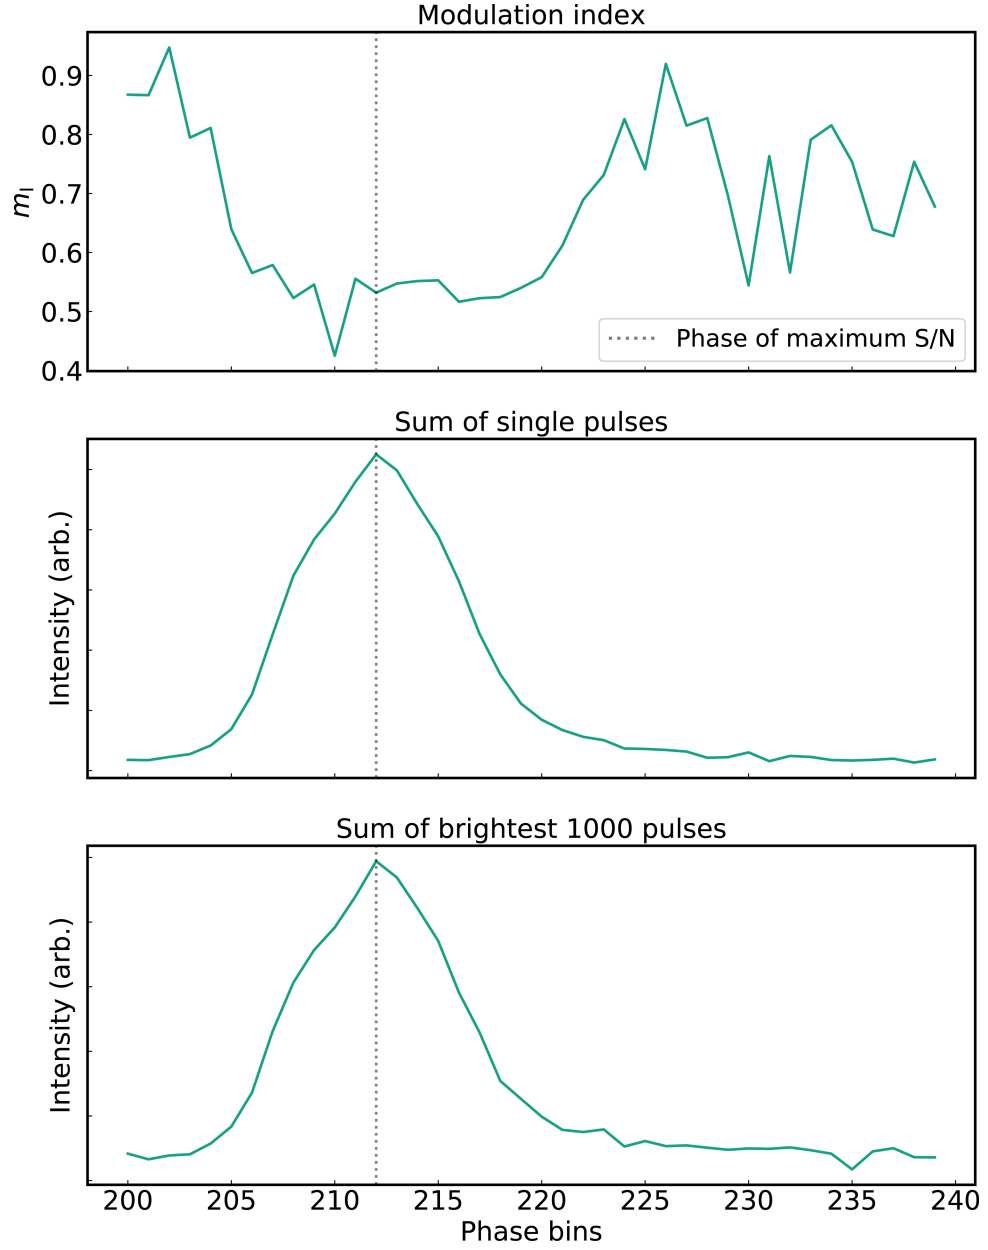 Modulation index
0.9
0.8
0.7
0.6
0.5
0.4
m_I
Phase of maximum S/N
Sum of single pulses
Intensity (arb.)
Sum of brightest 1000 pulses
Intensity (arb.)
200 205 210 215 220 225 230 235 240
Phase bins